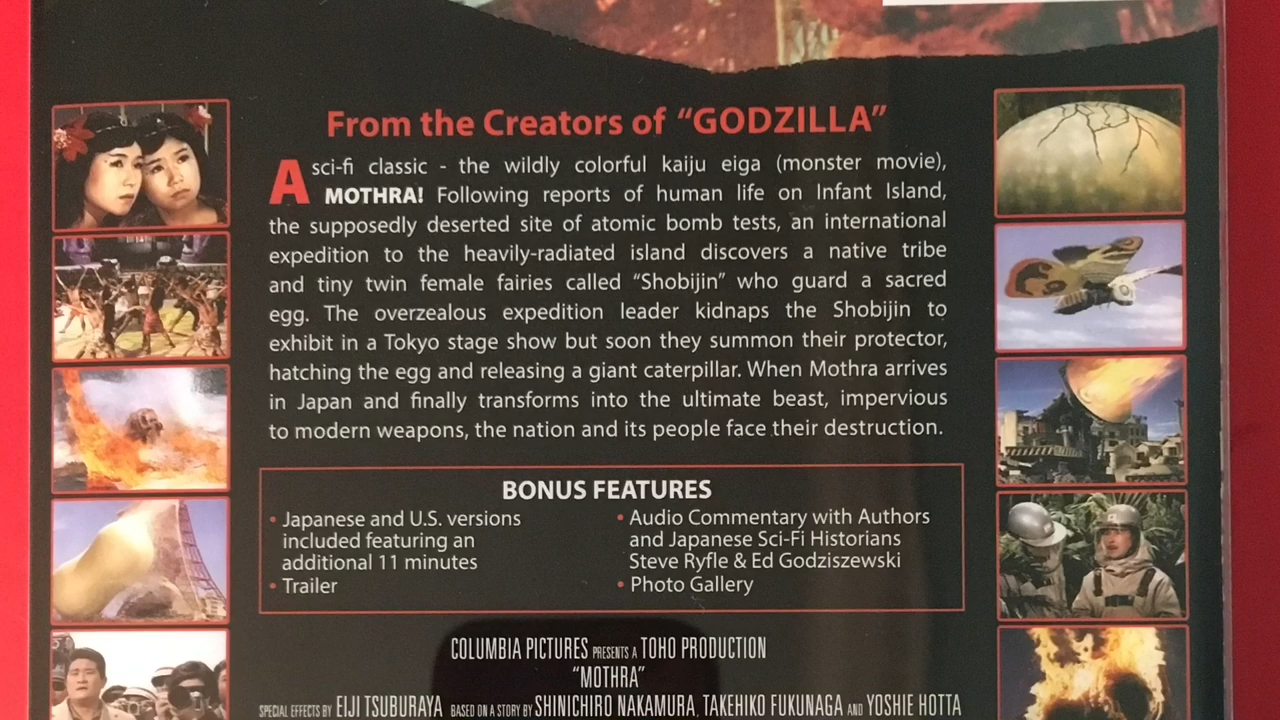 From the Creators of “GODZILLA”
A sci-fi classic - the wildly colorful kaiju eiga (monster movie),
MOTHRA! Following reports of human life on Infant Island,
the supposedly deserted site of atomic bomb tests, an international
expedition to the heavily-radiated island discovers a native tribe
and tiny twin female fairies called “Shobijin” who guard a sacred
egg. The overzealous expedition leader kidnaps the Shobijin to
exhibit in a Tokyo stage show but soon they summon their protector,
hatching the egg and releasing a giant caterpillar. When Mothra arrives
in Japan and finally transforms into the ultimate beast, impervious
to modern weapons, the nation and its people face their destruction.
BONUS FEATURES
• Japanese and U.S. versions
included featuring an
additional 11 minutes
• Trailer
• Audio Commentary with Authors
and Japanese Sci-Fi Historians
Steve Ryfle & Ed Godziszewski
• Photo Gallery
COLUMBIA PICTURES PRESENTS A TOHO PRODUCTION
“MOTHRA”
SPECIAL EFFECTS BY EIJI TSUBURAYA BASED ON A STORY BY SHINICHIRO NAKAMURA, TAKEHIKO FUKUNAGA AND YOSHIE HOTTA